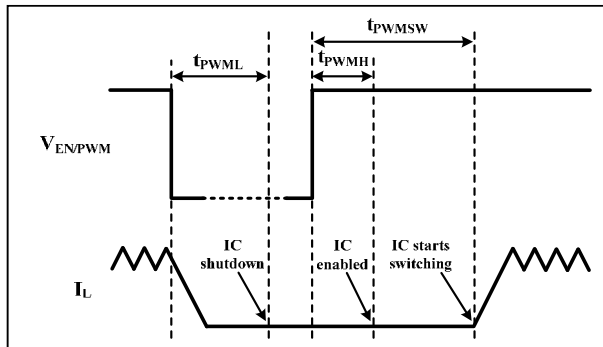 tPWMSW
tPWML
tPWMH
VEN/PWM
IC
shutdown
IC
enabled
IC starts
switching
IL